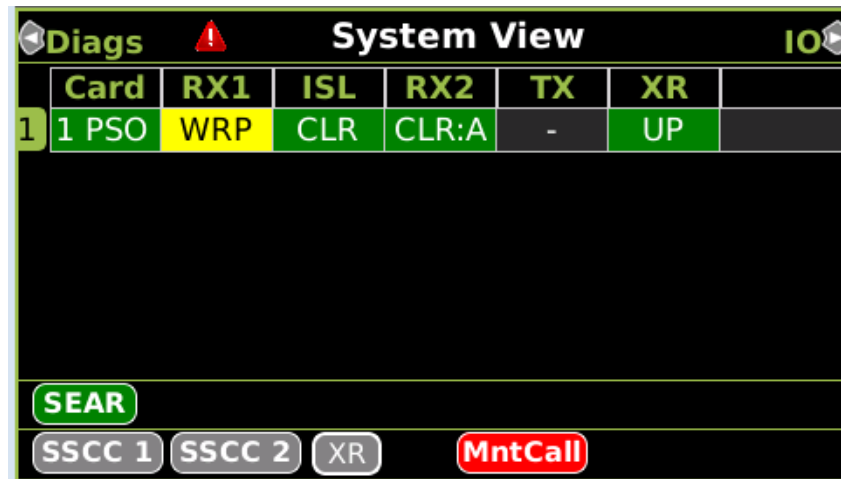 Diags System View IO
Card RX1 ISL RX2 TX XR
1 1 PSO WRP CLR CLR:A - UP
SEAR
SSCC 1 SSCC 2 XR MntCall